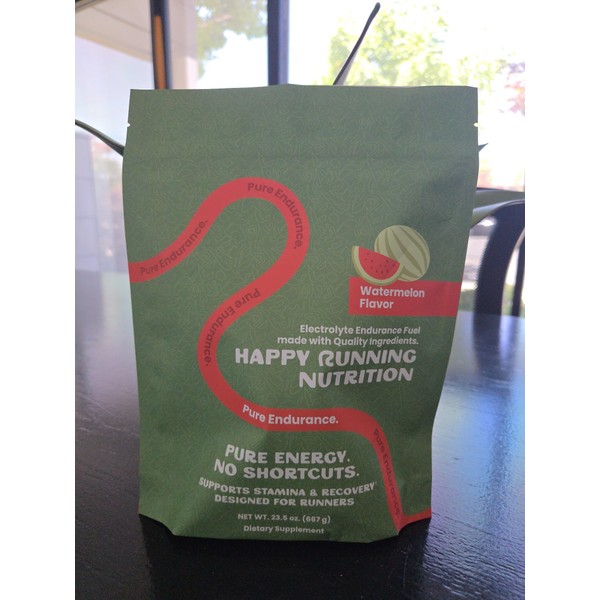 Pure Endurance.
Pure Endurance.
Pure Endurance.
Watermelon
Flavor
Electrolyte Endurance Fuel
made with Quality Ingredients.
HAPPY RUNNING
NUTRITION
Pure Endurance.
Pure Endurance.
PURE ENERGY.
NO SHORTCUTS.
SUPPORTS STAMINA & RECOVERY
DESIGNED FOR RUNNERS
NET WT. 23.5 oz. (667 g)
Dietary Supplement